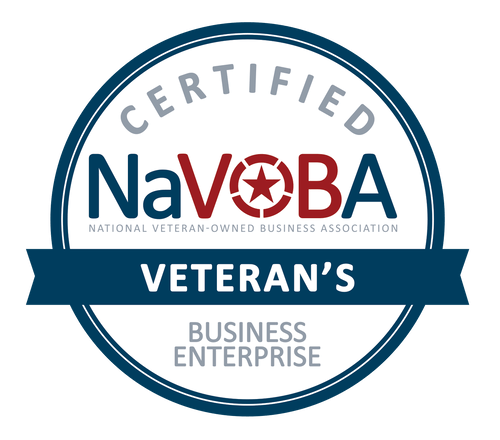 CERTIFIED
NaVOBA
NATIONAL VETERAN-OWNED BUSINESS ASSOCIATION
VETERAN’S
BUSINESS
ENTERPRISE